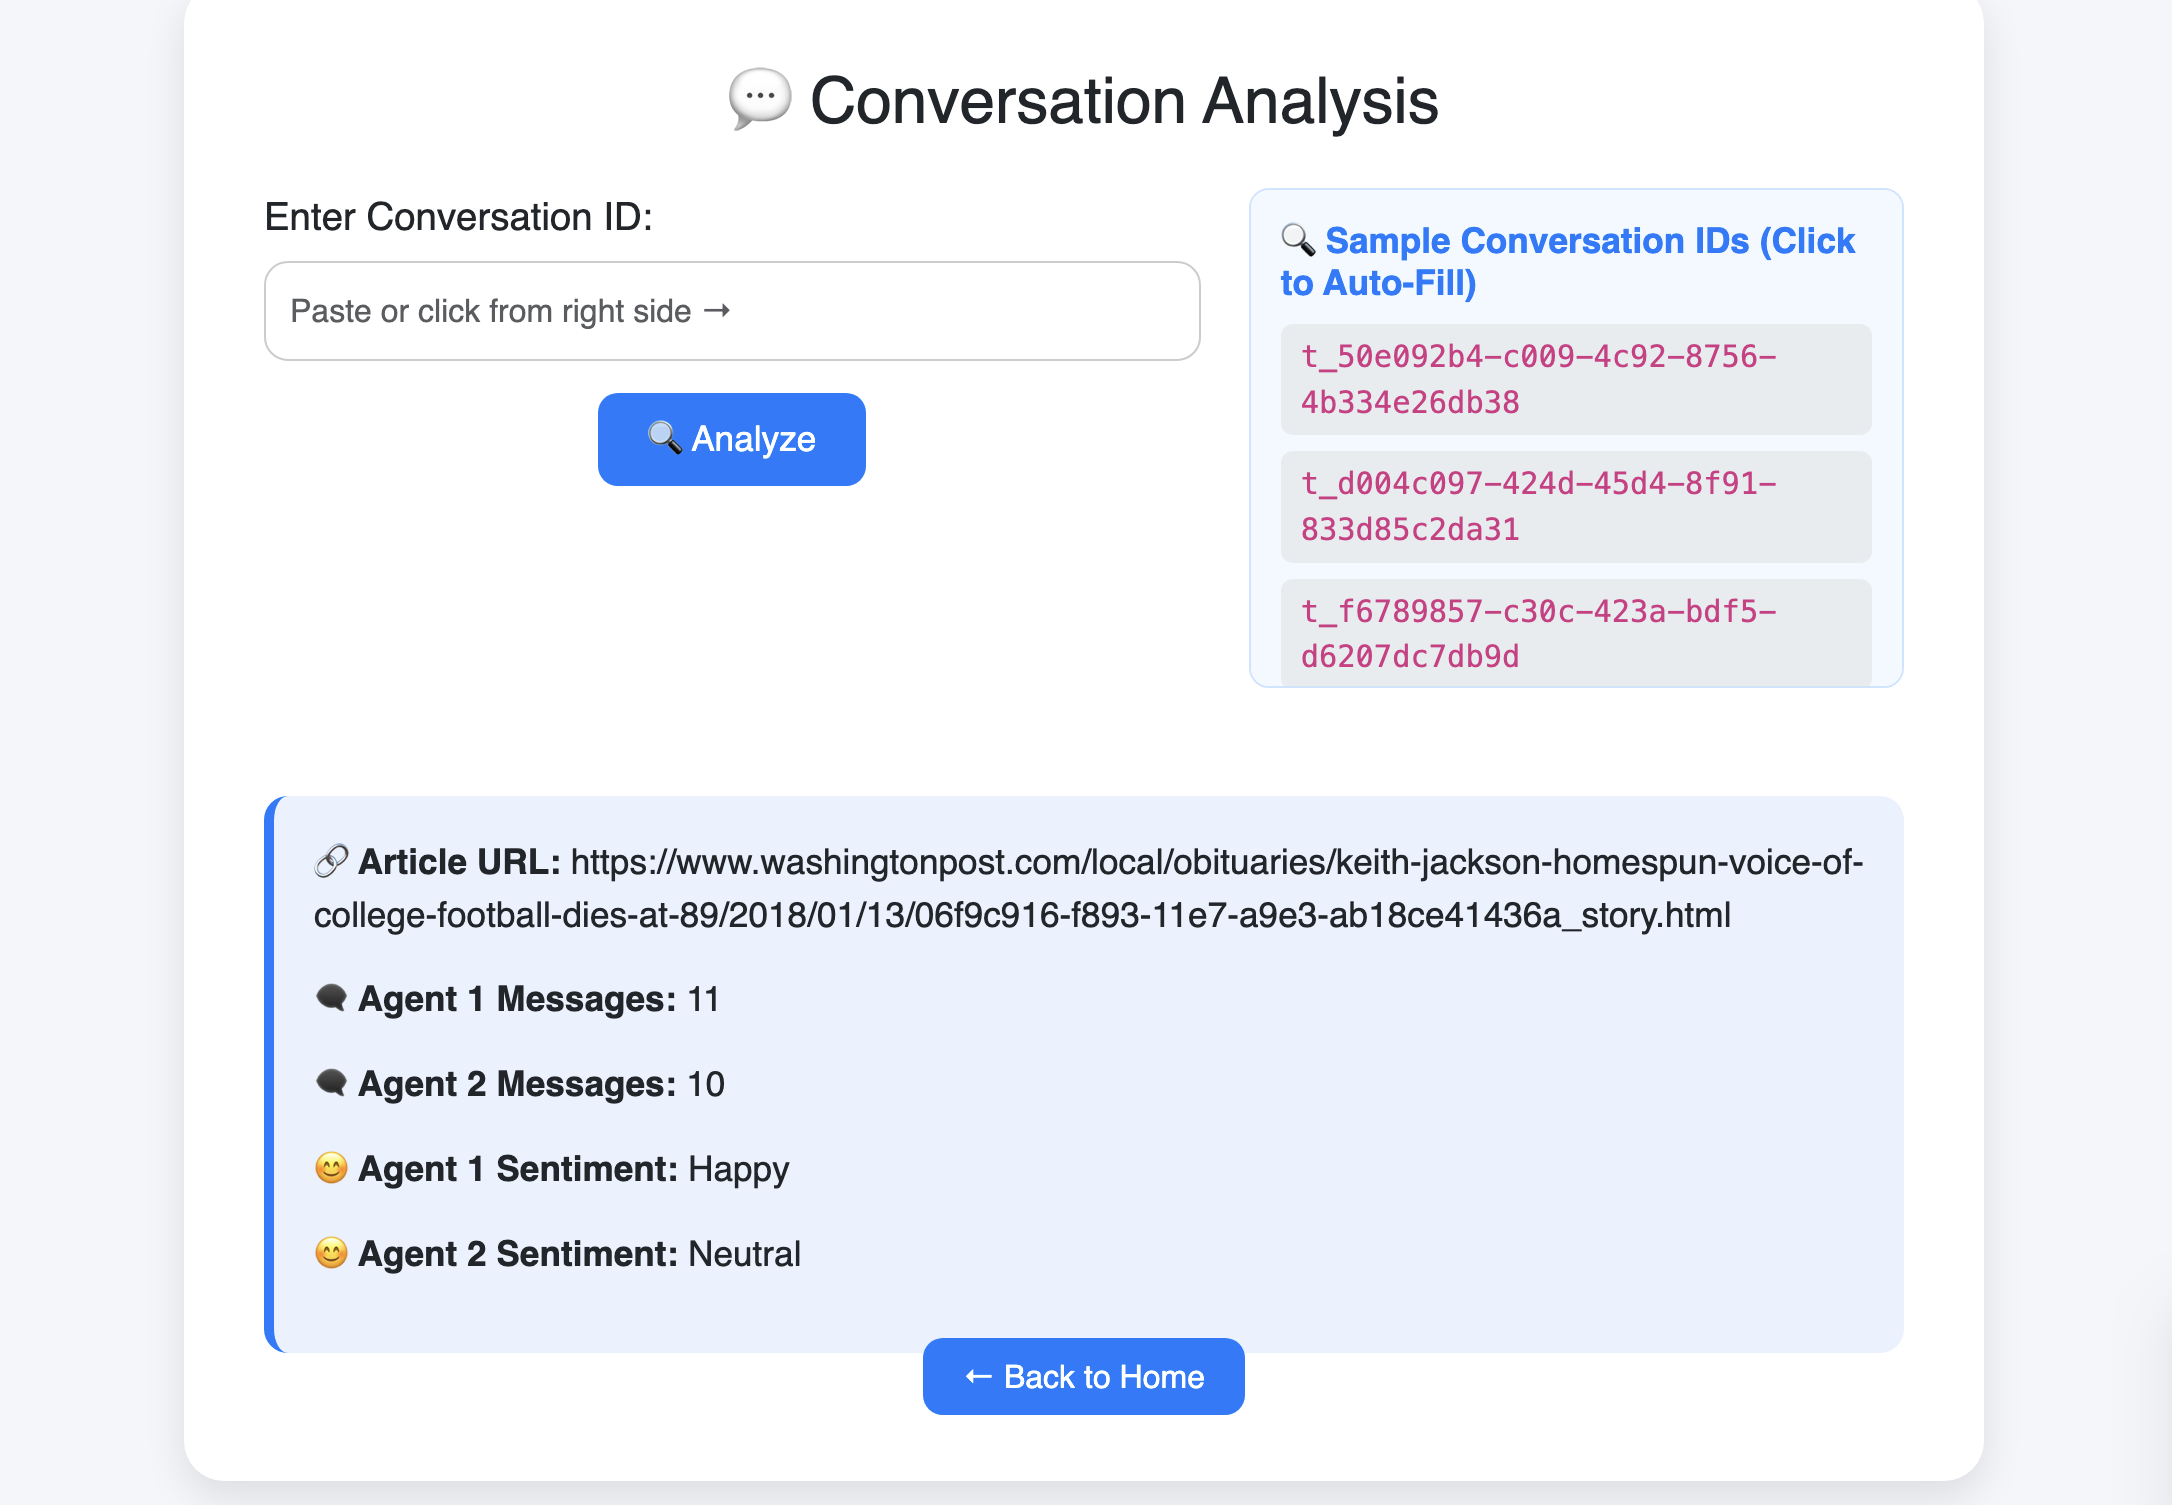 💬 Conversation Analysis
Enter Conversation ID:
Paste or click from right side →
🔍 Analyze
🔍 Sample Conversation IDs (Click
to Auto-Fill)
t_50e092b4-c009-4c92-8756-
4b334e26db38
t_d004c097-424d-45d4-8f91-
833d85c2da31
t_f6789857-c30c-423a-bdf5-
d6207dc7db9d
🔗 Article URL: https://www.washingtonpost.com/local/obituaries/keith-jackson-homespun-voice-of-
college-football-dies-at-89/2018/01/13/06f9c916-f893-11e7-a9e3-ab18ce41436a_story.html
🗨 Agent 1 Messages: 11
🗨 Agent 2 Messages: 10
😊 Agent 1 Sentiment: Happy
😊 Agent 2 Sentiment: Neutral
← Back to Home